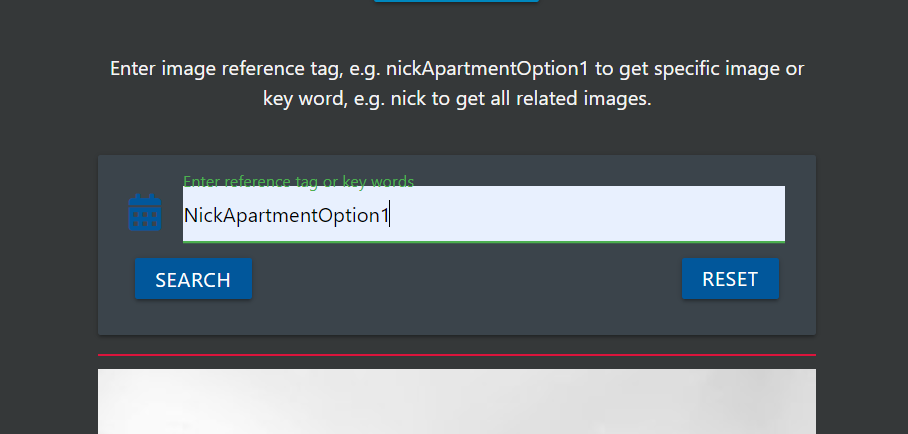 Enter image reference tag, e.g. nickApartmentOption1 to get specific image or
key word, e.g. nick to get all related images.
Enter reference tag or key words
NickApartmentOption1
SEARCH
RESET